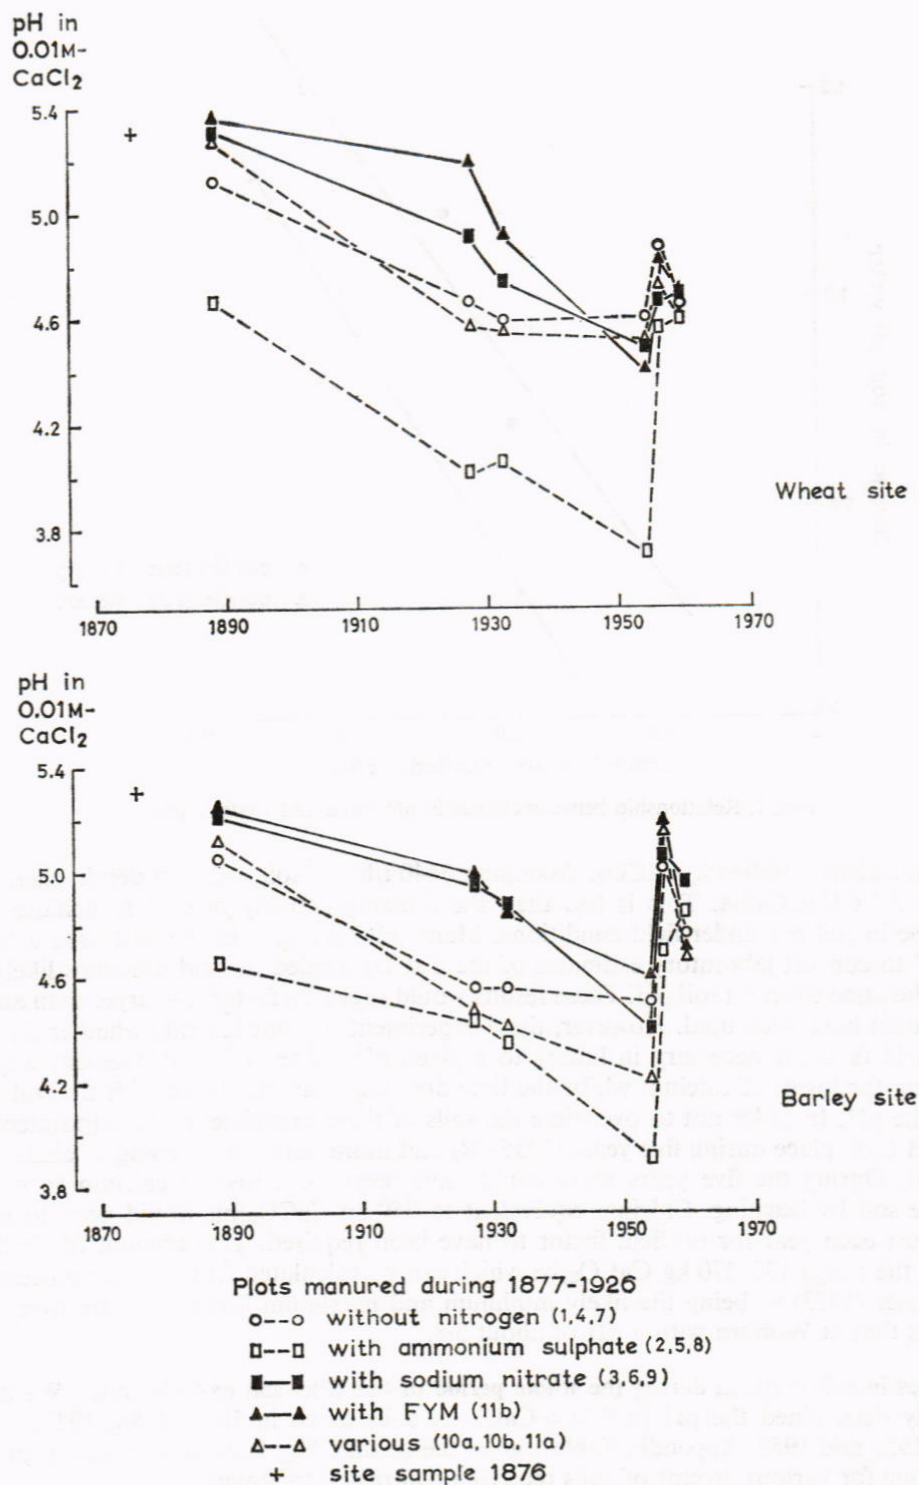 pH in
0.01M-
CaCl₂
5.4
5.0
4.6
4.2
3.8
Wheat site
1870 1890 1910 1930 1950 1970
pH in
0.01M-
CaCl₂
5.4
5.0
4.6
4.2
3.8
Barley site
1870 1890 1910 1930 1950 1970
Plots manured during 1877-1926
without nitrogen (1,4,7)
with ammonium sulphate (2,5,8)
with sodium nitrate (3,6,9)
with FYM (11b)
various (10a, 10b, 11a)
+ site sample 1876